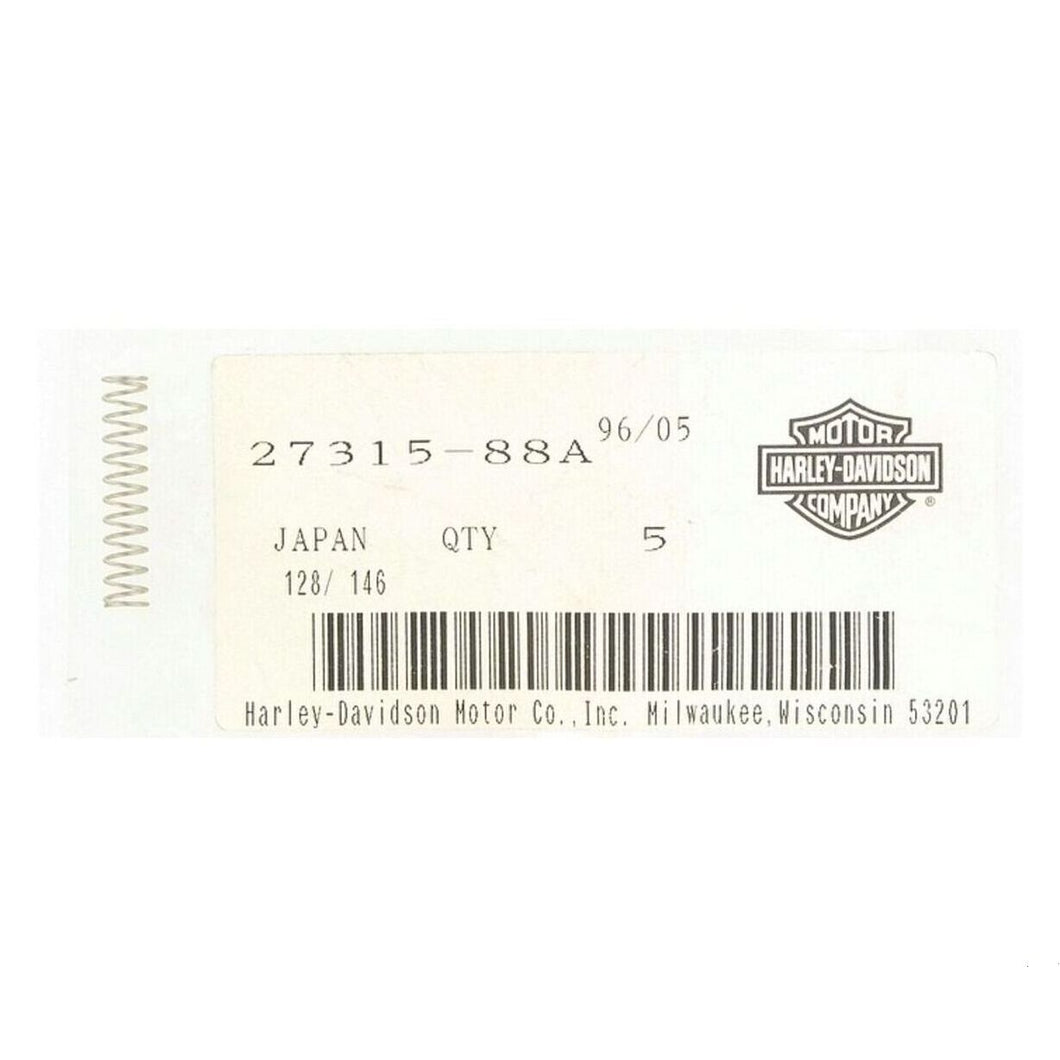 27315-88A 96/05
MOTOR
HARLEY-DAVIDSON
COMPANY ®
JAPAN QTY 5
128/ 146
Harley-Davidson Motor Co., Inc. Milwaukee, Wisconsin 53201